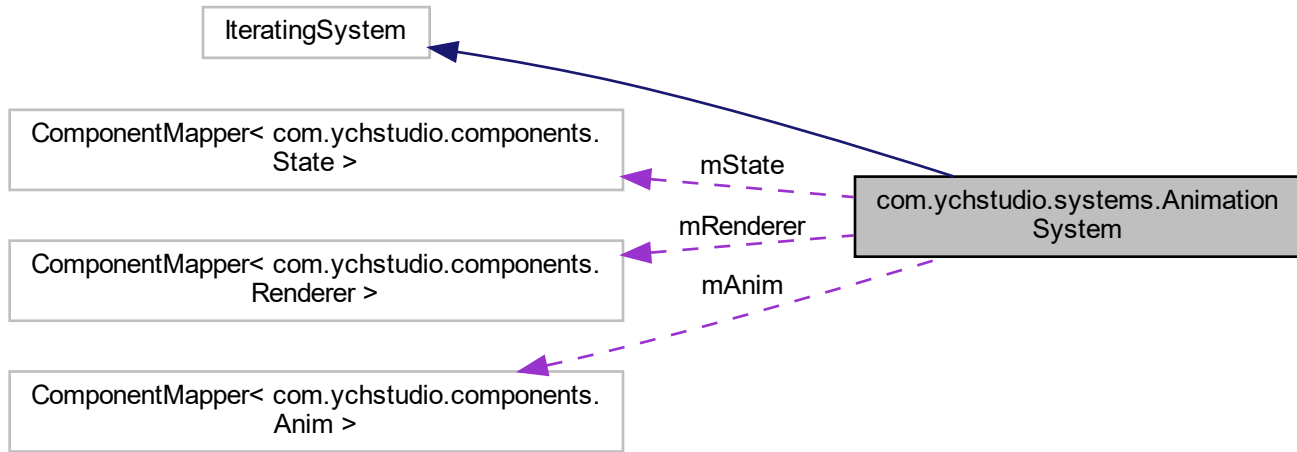 IteratingSystem
ComponentMapper< com.ychstudio.components.
State >
mState
com.ychstudio.systems.Animation
System
mRenderer
ComponentMapper< com.ychstudio.components.
Renderer >
mAnim
ComponentMapper< com.ychstudio.components.
Anim >